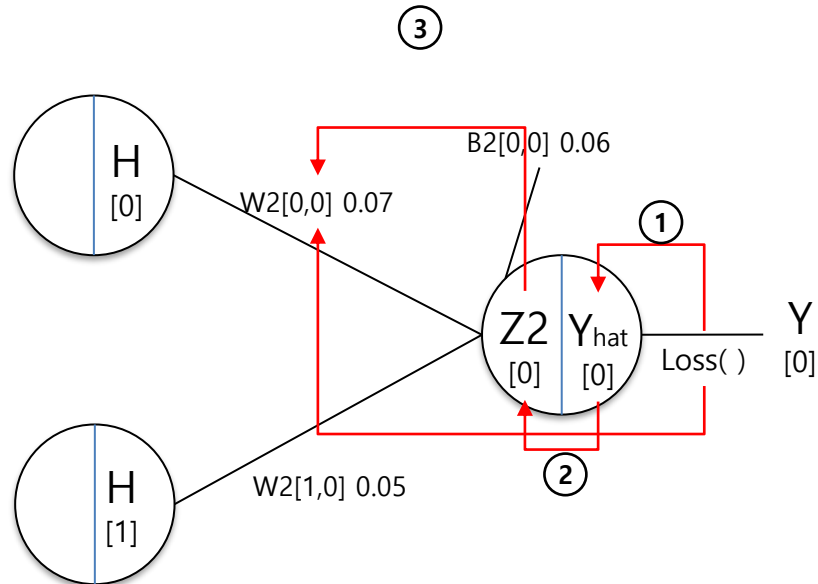 3
H
[0]
B2[0,0] 0.06
W2[0,0] 0.07
1
Z2
[0]
Yhat
[0]
Loss( )
Y
[0]
2
W2[1,0] 0.05
H
[1]